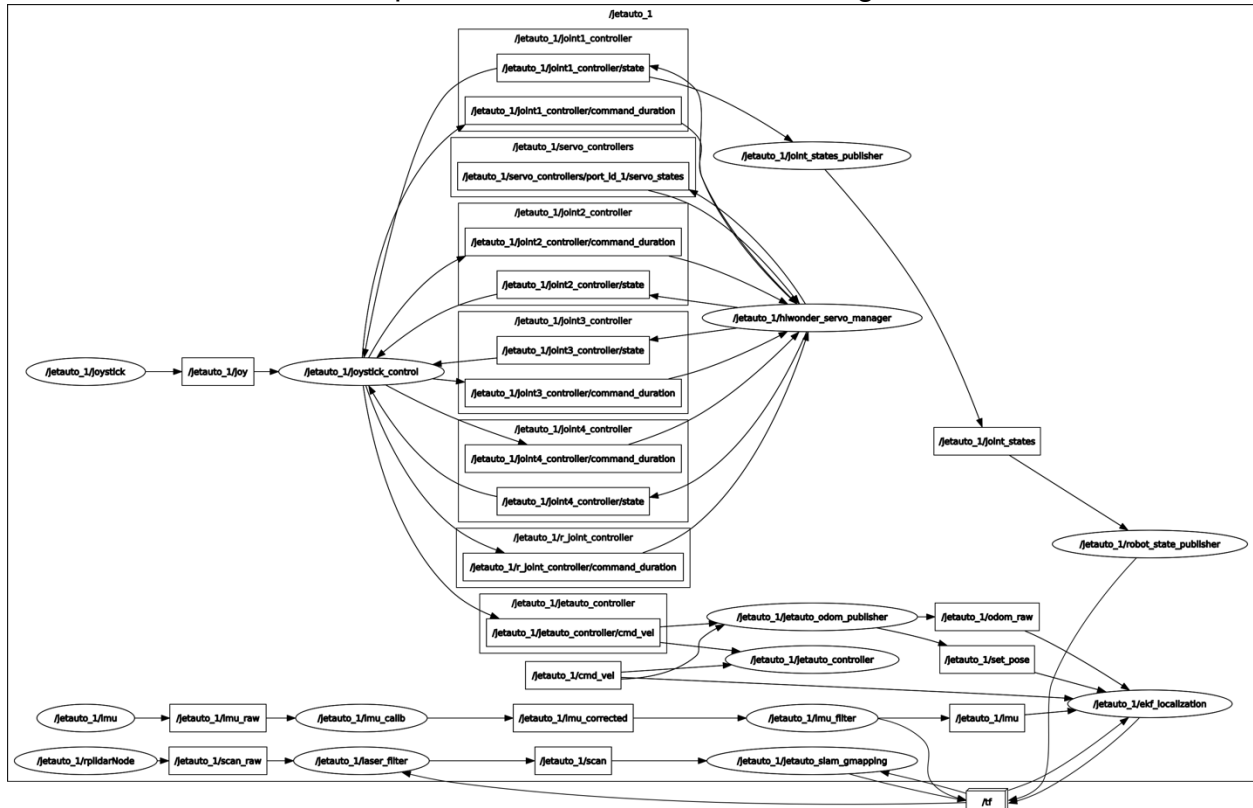 /jetauto_1
/jetauto_1/joint1_controller
/jetauto_1/joint1_controller/state
/jetauto_1/joint1_controller/command_duration
/jetauto_1/joint_states_publisher
/jetauto_1/servo_controllers
/jetauto_1/servo_controllers/port_id_1/servo_states
/jetauto_1/joint2_controller
/jetauto_1/joint2_controller/command_duration
/jetauto_1/joint2_controller/state
/jetauto_1/hiwonder_servo_manager
/jetauto_1/joint3_controller
/jetauto_1/joint3_controller/state
/jetauto_1/joystick
/jetauto_1/joy
/jetauto_1/joystick_control
/jetauto_1/joint3_controller/command_duration
/jetauto_1/joint4_controller
/jetauto_1/joint_states
/jetauto_1/joint4_controller/command_duration
/jetauto_1/joint4_controller/state
/jetauto_1/r_joint_controller
/jetauto_1/robot_state_publisher
/jetauto_1/r_joint_controller/command_duration
/jetauto_1/jetauto_controller
/jetauto_1/jetauto_controller/cmd_vel
/jetauto_1/jetauto_odom_publisher
/jetauto_1/odom_raw
/jetauto_1/jetauto_controller
/jetauto_1/set_pose
/jetauto_1/cmd_vel
/jetauto_1/ekf_localization
/jetauto_1/imu
/jetauto_1/imu_raw
/jetauto_1/imu_calib
/jetauto_1/imu_corrected
/jetauto_1/imu_filter
/jetauto_1/imu
/jetauto_1/rplidarNode
/jetauto_1/scan_raw
/jetauto_1/laser_filter
/jetauto_1/scan
/jetauto_1/jetauto_slam_gmapping
/tf